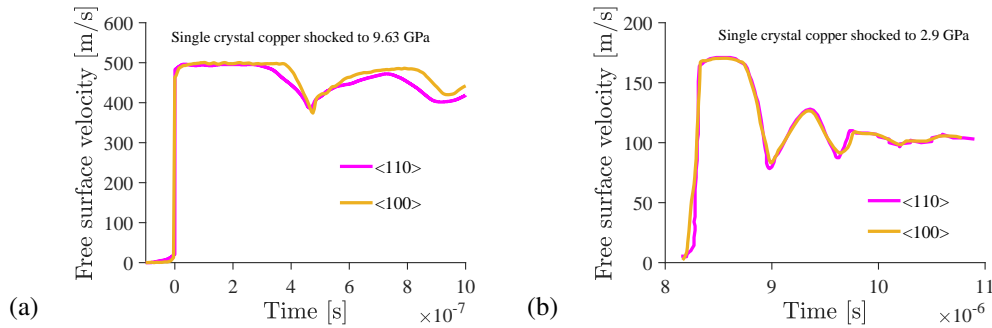 600
500
400
300
200
100
0
Free surface velocity [m/s]
Single crystal copper shocked to 9.63 GPa
<110>
<100>
0 2 4 6 8 10
Time [s]
×10⁻⁷
(a)
200
150
100
50
0
Free surface velocity [m/s]
Single crystal copper shocked to 2.9 GPa
<110>
<100>
8 9 10 11
Time [s]
×10⁻⁶
(b)